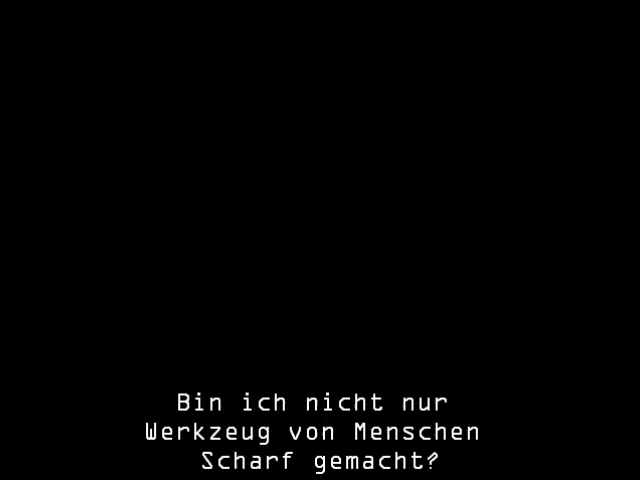 Bin ich nicht nur
Werkzeug von Menschen
Scharf gemacht?